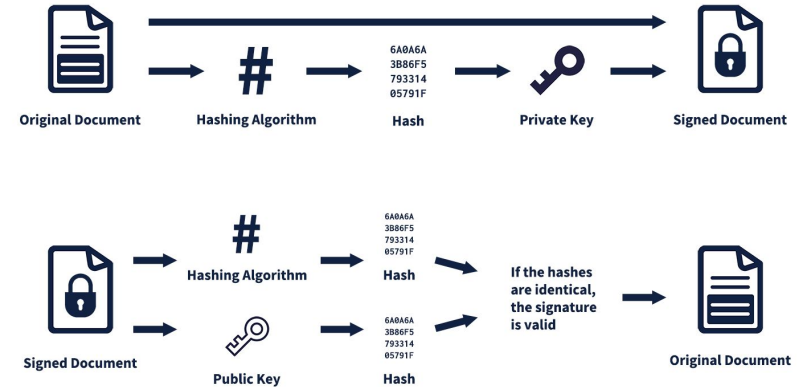 #
6A0A6A
3B86F5
793314
05791F
Original Document
Hashing Algorithm
Hash
Private Key
Signed Document
#
Hashing Algorithm
6A0A6A
3B86F5
793314
05791F
Hash
If the hashes
are identical,
the signature
is valid
6A0A6A
3B86F5
793314
05791F
Signed Document
Public Key
Hash
Original Document